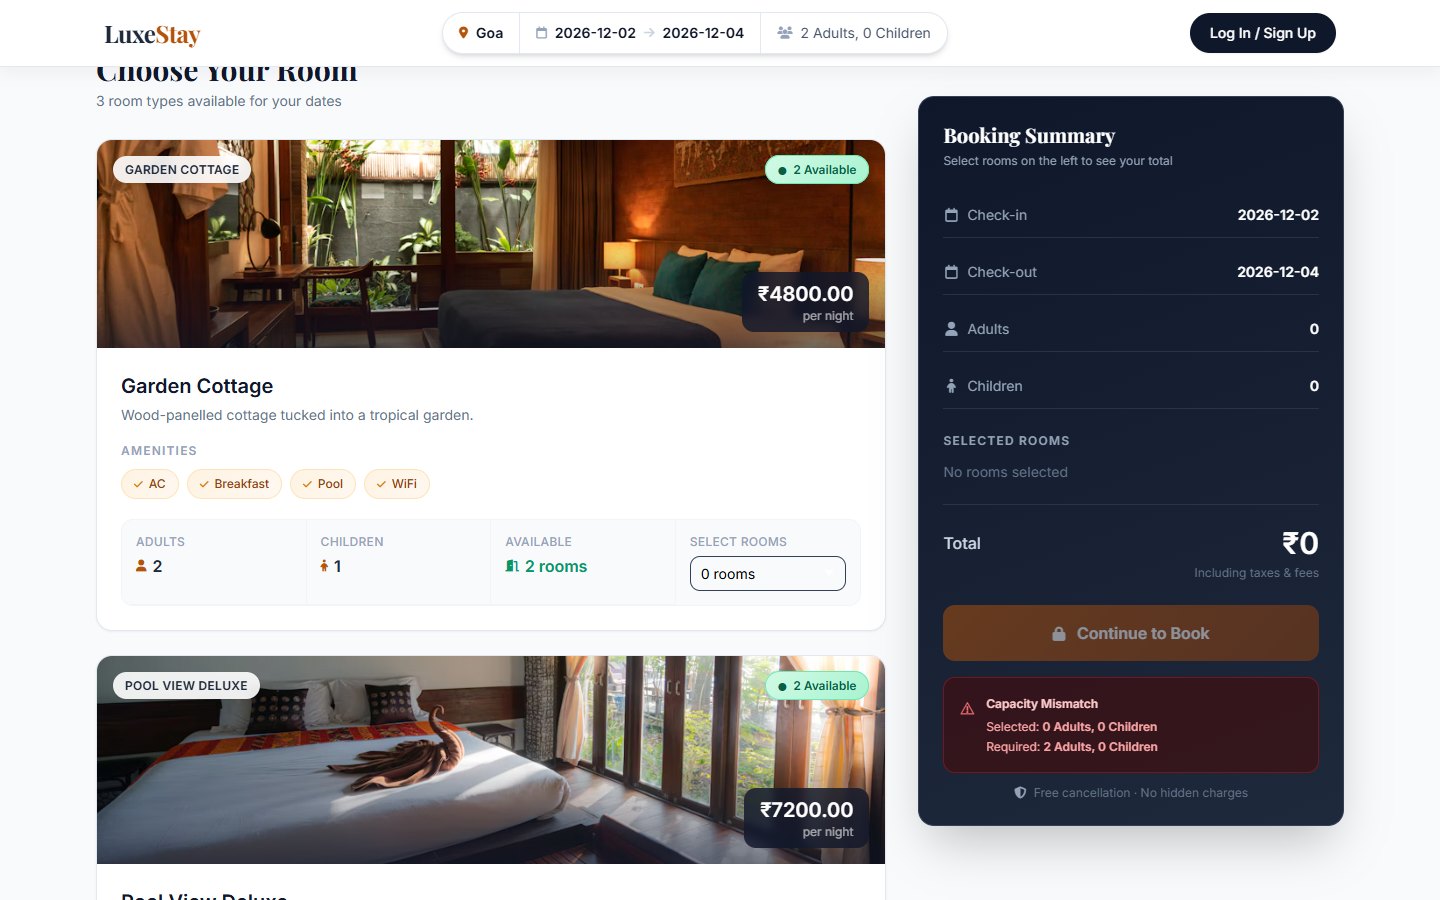 LuxeStay
Goa
2026-12-02 → 2026-12-04
2 Adults, 0 Children
Log In / Sign Up
Choose Your Room
3 room types available for your dates
GARDEN COTTAGE
2 Available
₹4800.00
per night
Garden Cottage
Wood-panelled cottage tucked into a tropical garden.
AMENITIES
AC
Breakfast
Pool
WiFi
ADULTS
2
CHILDREN
1
AVAILABLE
2 rooms
SELECT ROOMS
0 rooms
POOL VIEW DELUXE
2 Available
₹7200.00
per night
Pool View Deluxe
Booking Summary
Select rooms on the left to see your total
Check-in
2026-12-02
Check-out
2026-12-04
Adults
0
Children
0
SELECTED ROOMS
No rooms selected
Total
₹0
Including taxes & fees
Continue to Book
Capacity Mismatch
Selected: 0 Adults, 0 Children
Required: 2 Adults, 0 Children
Free cancellation · No hidden charges